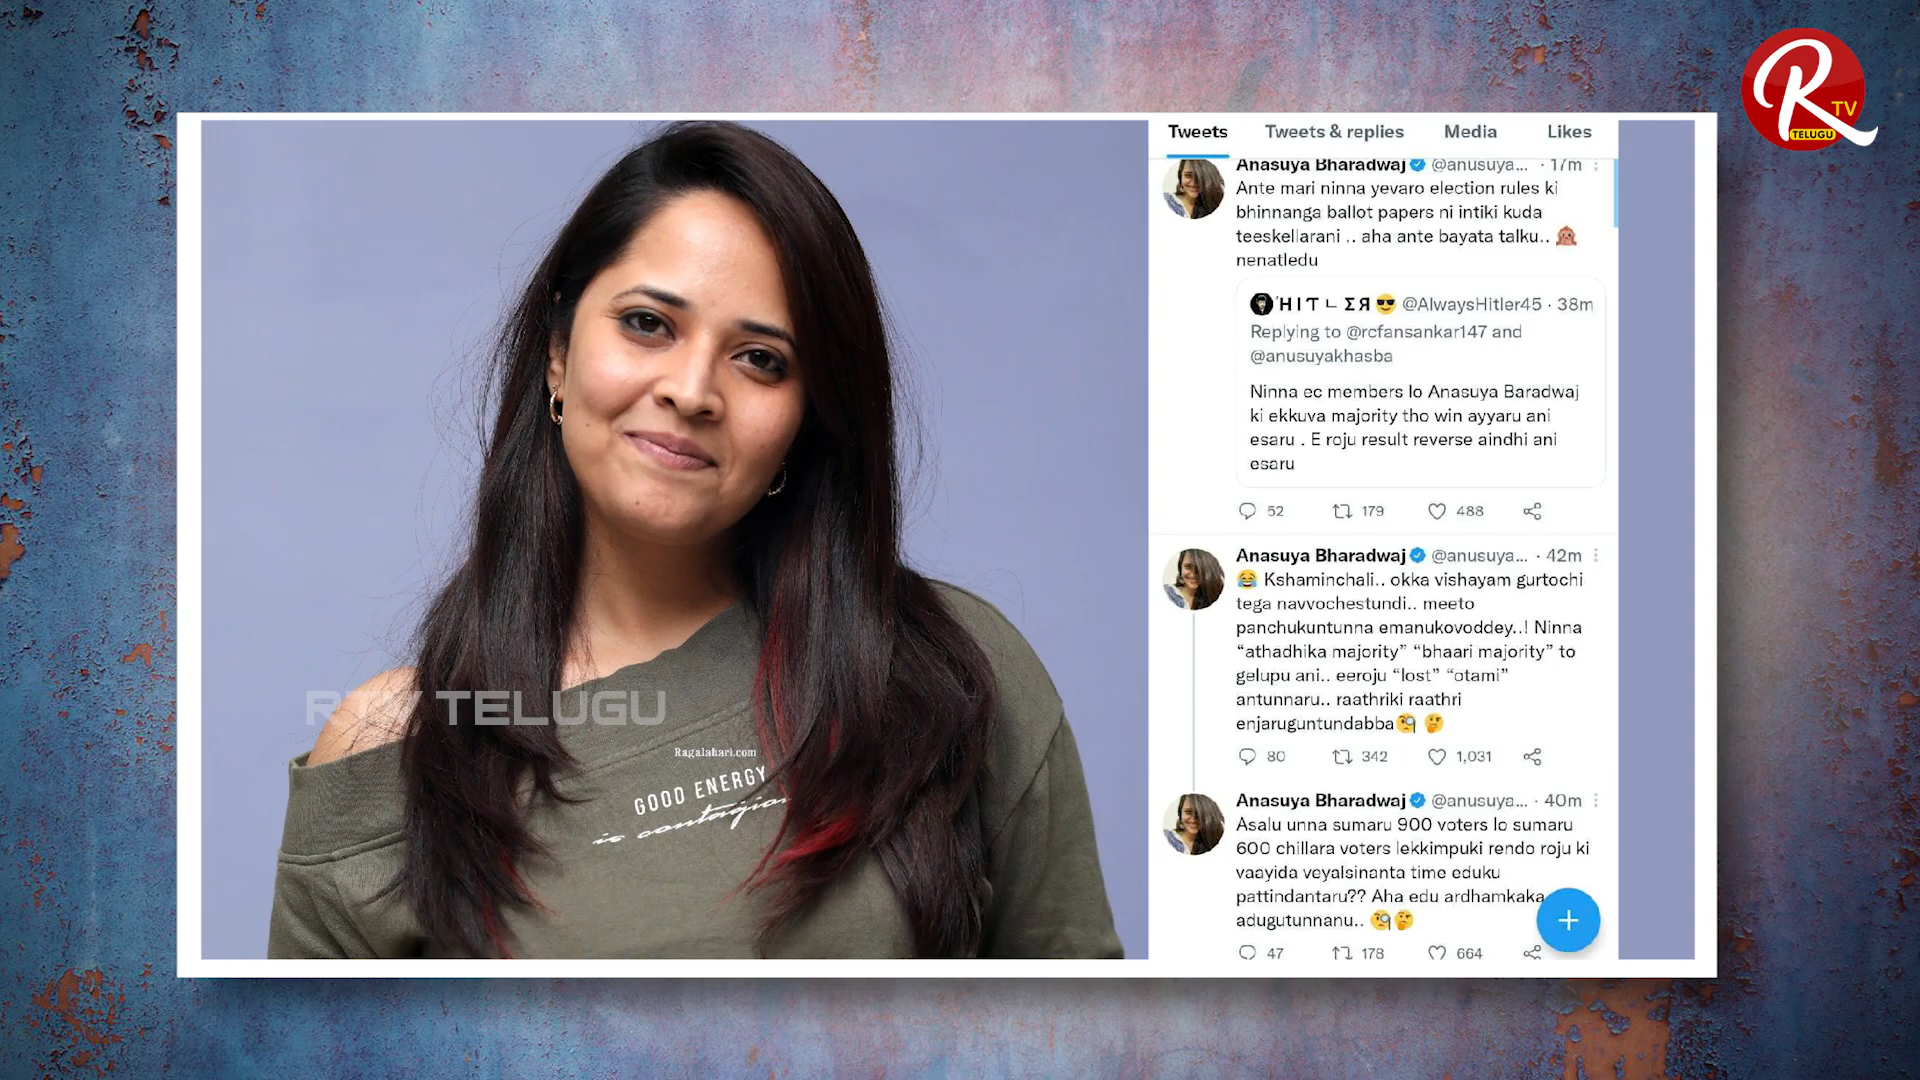 R
TV
TELUGU
RTV TELUGU
Ragalahari.com
GOOD ENERGY
is contagion
Tweets Tweets & replies Media Likes
Anasuya Bharadwaj @anusuya... · 17m
Ante mari ninna yevaro election rules ki
bhinnanga ballot papers ni intiki kuda
teeskellarani .. aha ante bayata talku.. 🙊
nenatledu
ΉIT ㄴ ΣЯ 😎 @AlwaysHitler45 · 38m
Replying to @rcfansankar147 and
@anusuyakhasba
Ninna ec members lo Anasuya Baradwaj
ki ekkuva majority tho win ayyaru ani
esaru . E roju result reverse aindhi ani
esaru
52 179 488
Anasuya Bharadwaj @anusuya... · 42m
😂 Kshaminchali.. okka vishayam gurtochi
tega navvochestundi.. meeto
panchukuntunna emanukovoddey..! Ninna
“athadhika majority” “bhaari majority” to
gelupu ani.. eeroju “lost” “otami”
antunnaru.. raathriki raathri
enjaruguntundabba🧐 🤔
80 342 1,031
Anasuya Bharadwaj @anusuya... · 40m
Asalu unna sumaru 900 voters lo sumaru
600 chillara voters lekkimpuki rendo roju ki
vaayida veyalsinanta time eduku
pattindantaru?? Aha edu ardhamkaka
adugutunnanu.. 🧐🤔
47 178 664